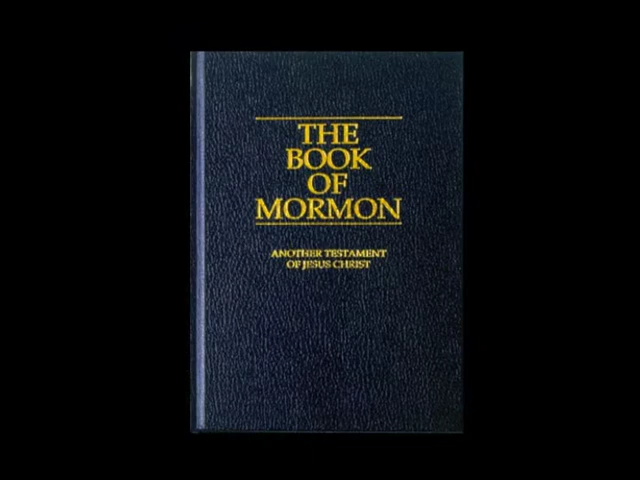 THE
BOOK
OF
MORMON
ANOTHER TESTAMENT
OF JESUS CHRIST